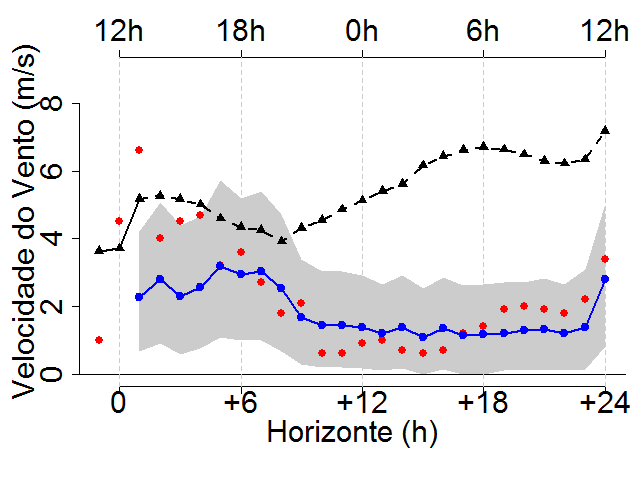 12h 18h 0h 6h 12h
Velocidade do Vento (m/s)
8
6
4
2
0
0 +6 +12 +18 +24
Horizonte (h)